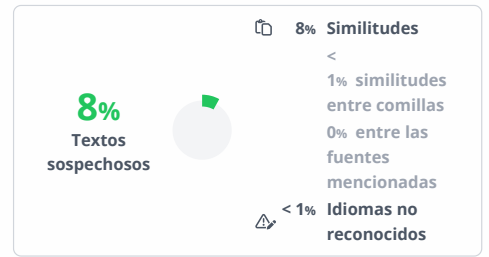 8%
Textos
sospechosos
8% Similitudes
<
1% similitudes
entre comillas
0% entre las
fuentes
mencionadas
< 1% Idiomas no
reconocidos